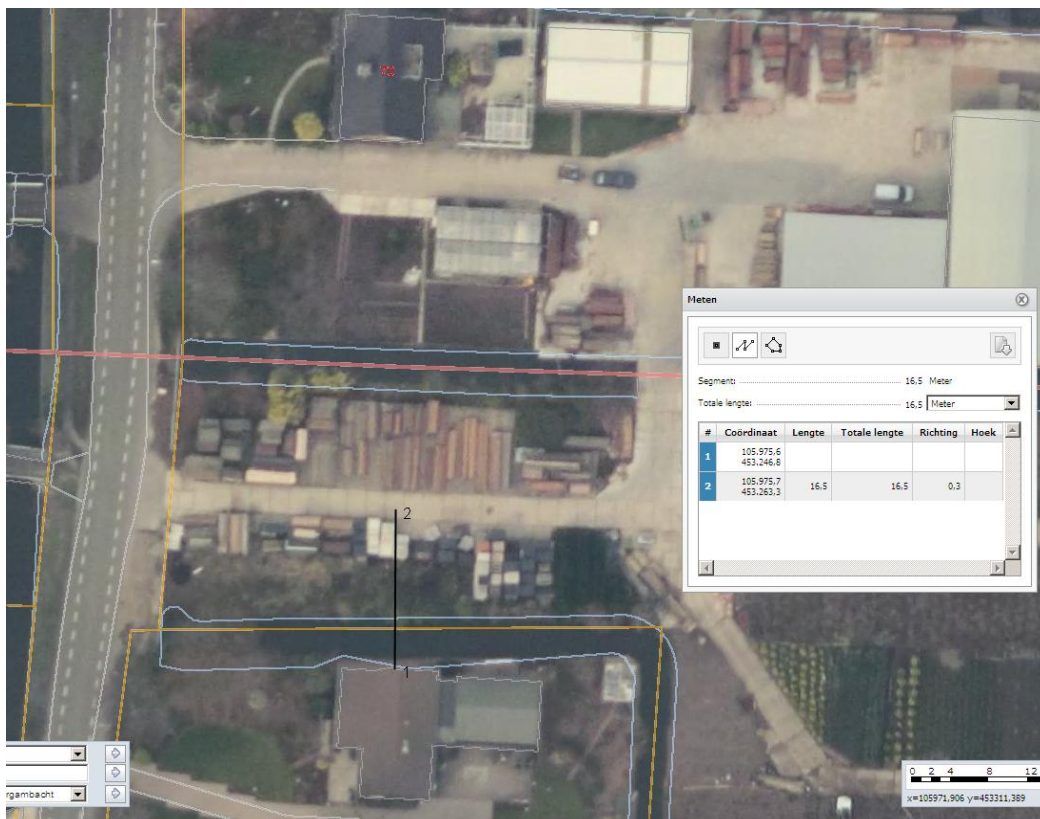 Meten
Segment: 16,5 Meter
Totale lengte: 16,5 Meter
# Coördinaat Lengte Totale lengte Richting Hoek
1 105.975,6
453.246,8
2 105.975,7 16,5 16,5 0,3
453.263,3
2
1
rgambacht
0 2 4 8 12
x=105971,906 y=453311,389